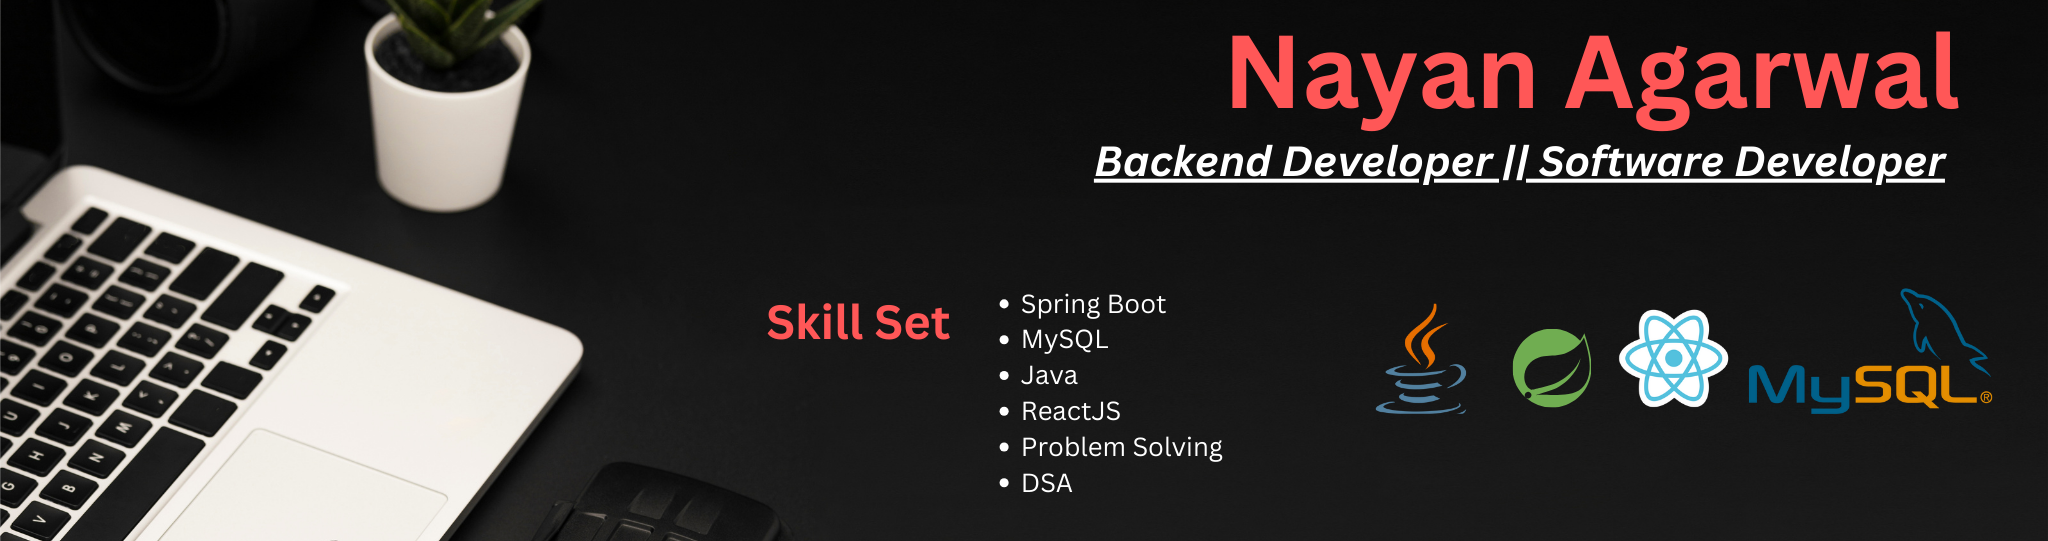 Nayan Agarwal
Backend Developer || Software Developer
Skill Set
Spring Boot
MySQL
Java
ReactJS
Problem Solving
DSA
MySQL®